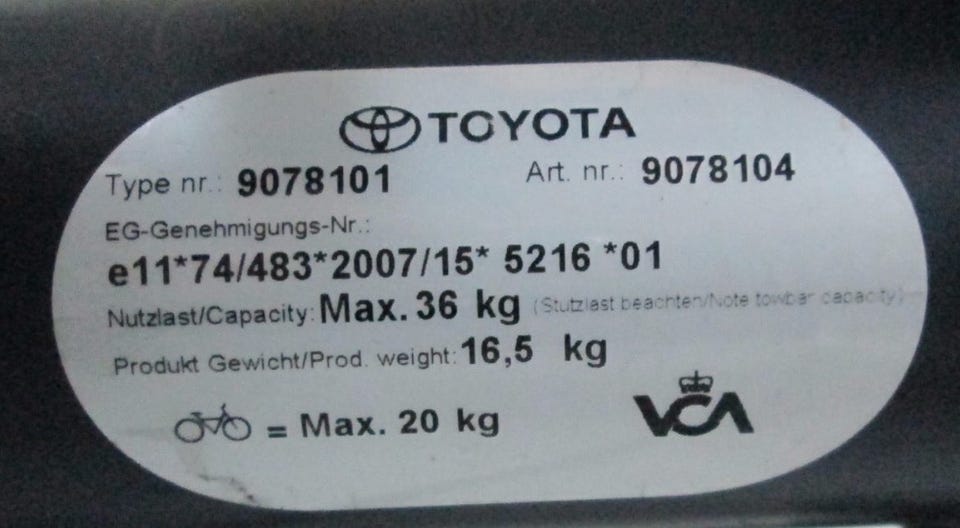 TOYOTA
Type nr.: 9078101 Art. nr.: 9078104
EG-Genehmigungs-Nr.:
e11*74/483*2007/15* 5216 *01
Nutzlast/Capacity: Max. 36 kg (Stutzlast beachten/Note towbar capacity)
Produkt Gewicht/Prod. weight: 16,5 kg
= Max. 20 kg
VCA